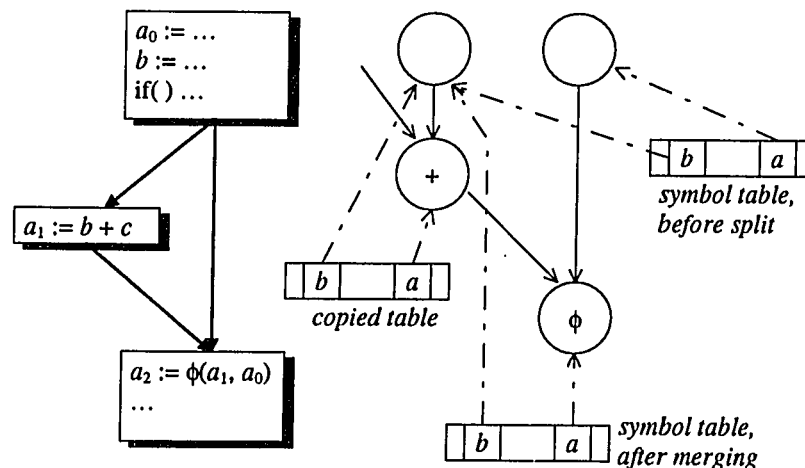 a₀ := …
b := …
if( ) …
a₁ := b + c
a₂ := ϕ(a₁, a₀)
…
+
b a
symbol table,
before split
b a
copied table
ϕ
b a
symbol table,
after merging